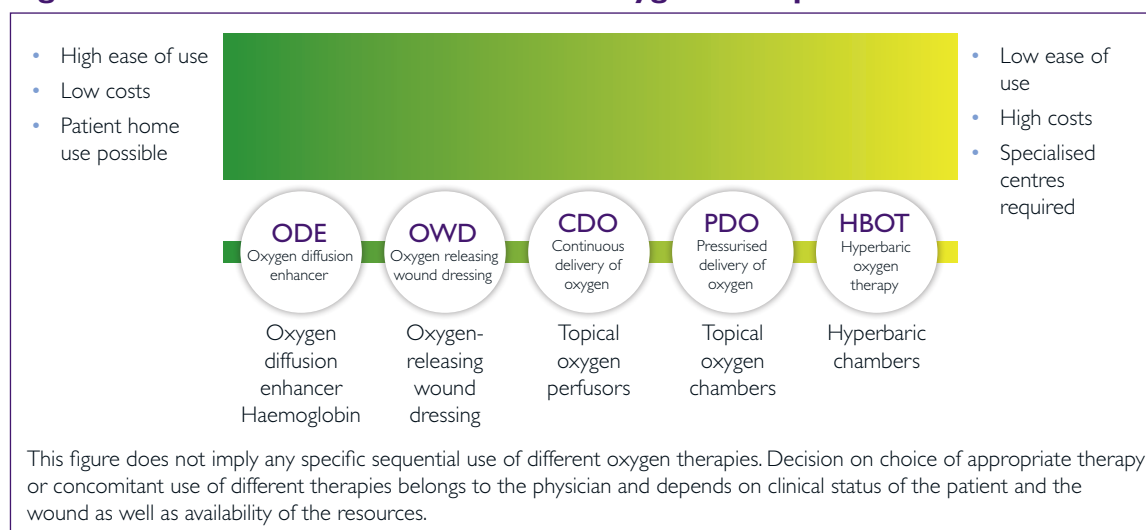 • High ease of use
• Low costs
• Patient home
use possible
• Low ease of
use
• High costs
• Specialised
centres
required
ODE
Oxygen diffusion
enhancer
OWD
Oxygen releasing
wound dressing
CDO
Continuous
delivery of
oxygen
PDO
Pressurised
delivery of
oxygen
HBOT
Hyperbaric
oxygen
therapy
Oxygen
diffusion
enhancer
Haemoglobin
Oxygen-
releasing
wound
dressing
Topical
oxygen
perfusors
Topical
oxygen
chambers
Hyperbaric
chambers
This figure does not imply any specific sequential use of different oxygen therapies. Decision on choice of appropriate therapy
or concomitant use of different therapies belongs to the physician and depends on clinical status of the patient and the
wound as well as availability of the resources.